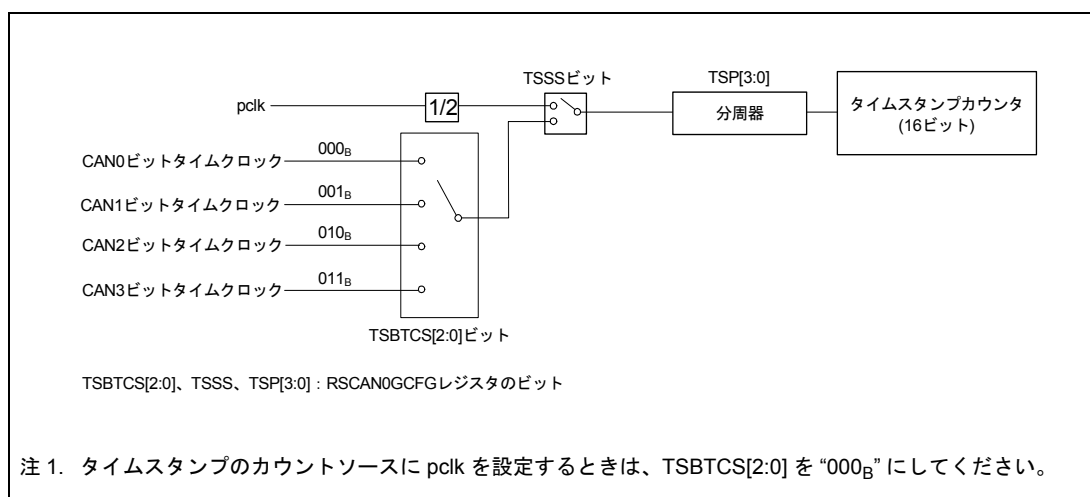 TSSSビット
TSP[3:0]
pclk
1/2
分周器
タイムスタンプカウンタ
(16ビット)
CAN0ビットタイムクロック
000B
CAN1ビットタイムクロック
001B
CAN2ビットタイムクロック
010B
CAN3ビットタイムクロック
011B
TSBTCS[2:0]ビット
TSBTCS[2:0]、TSSS、TSP[3:0] : RSCAN0GCFGレジスタのビット
注 1. タイムスタンプのカウントソースに pclk を設定するときは、TSBTCS[2:0] を “000B” にしてください。